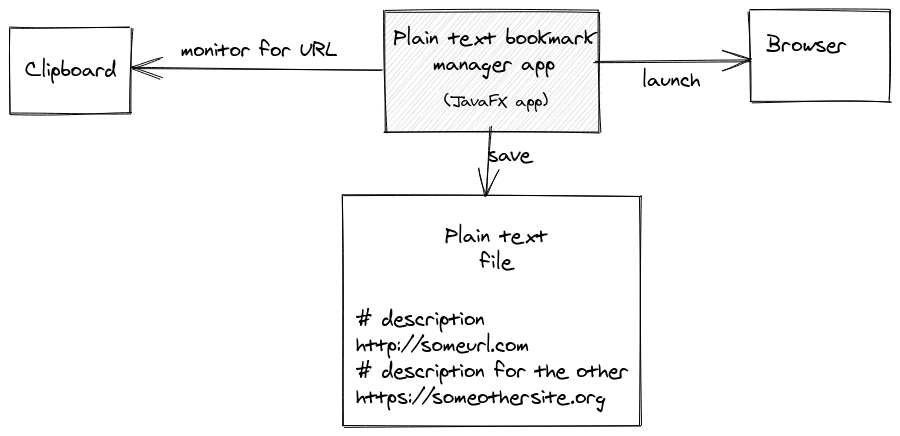 Clipboard
monitor for URL
Plain text bookmark
manager app
(JavaFX app)
launch
Browser
save
Plain text
file
# description
http://someurl.com
# description for the other
https://someothersite.org